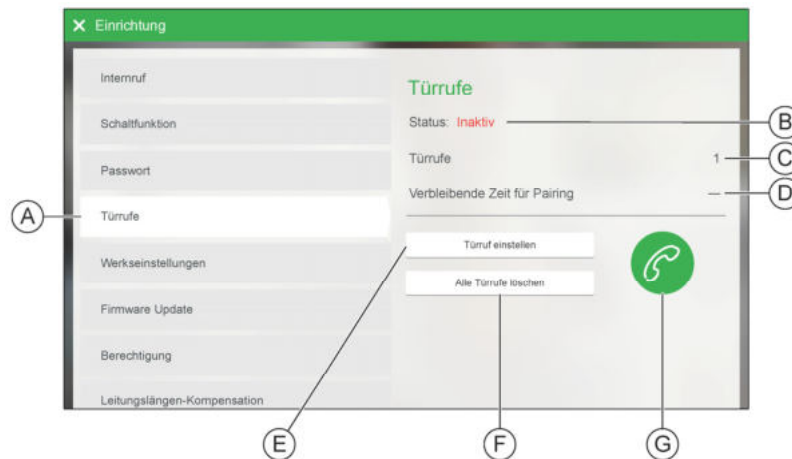 Einrichtung
Internruf
Schaltfunktion
Passwort
Türrufe
Werkseinstellungen
Firmware Update
Berechtigung
Leitungslängen-Kompensation
Türrufe
Status: Inaktiv
Türrufe 1
Verbleibende Zeit für Pairing —
Türruf einstellen
Alle Türrufe löschen
A
B
C
D
E
F
G